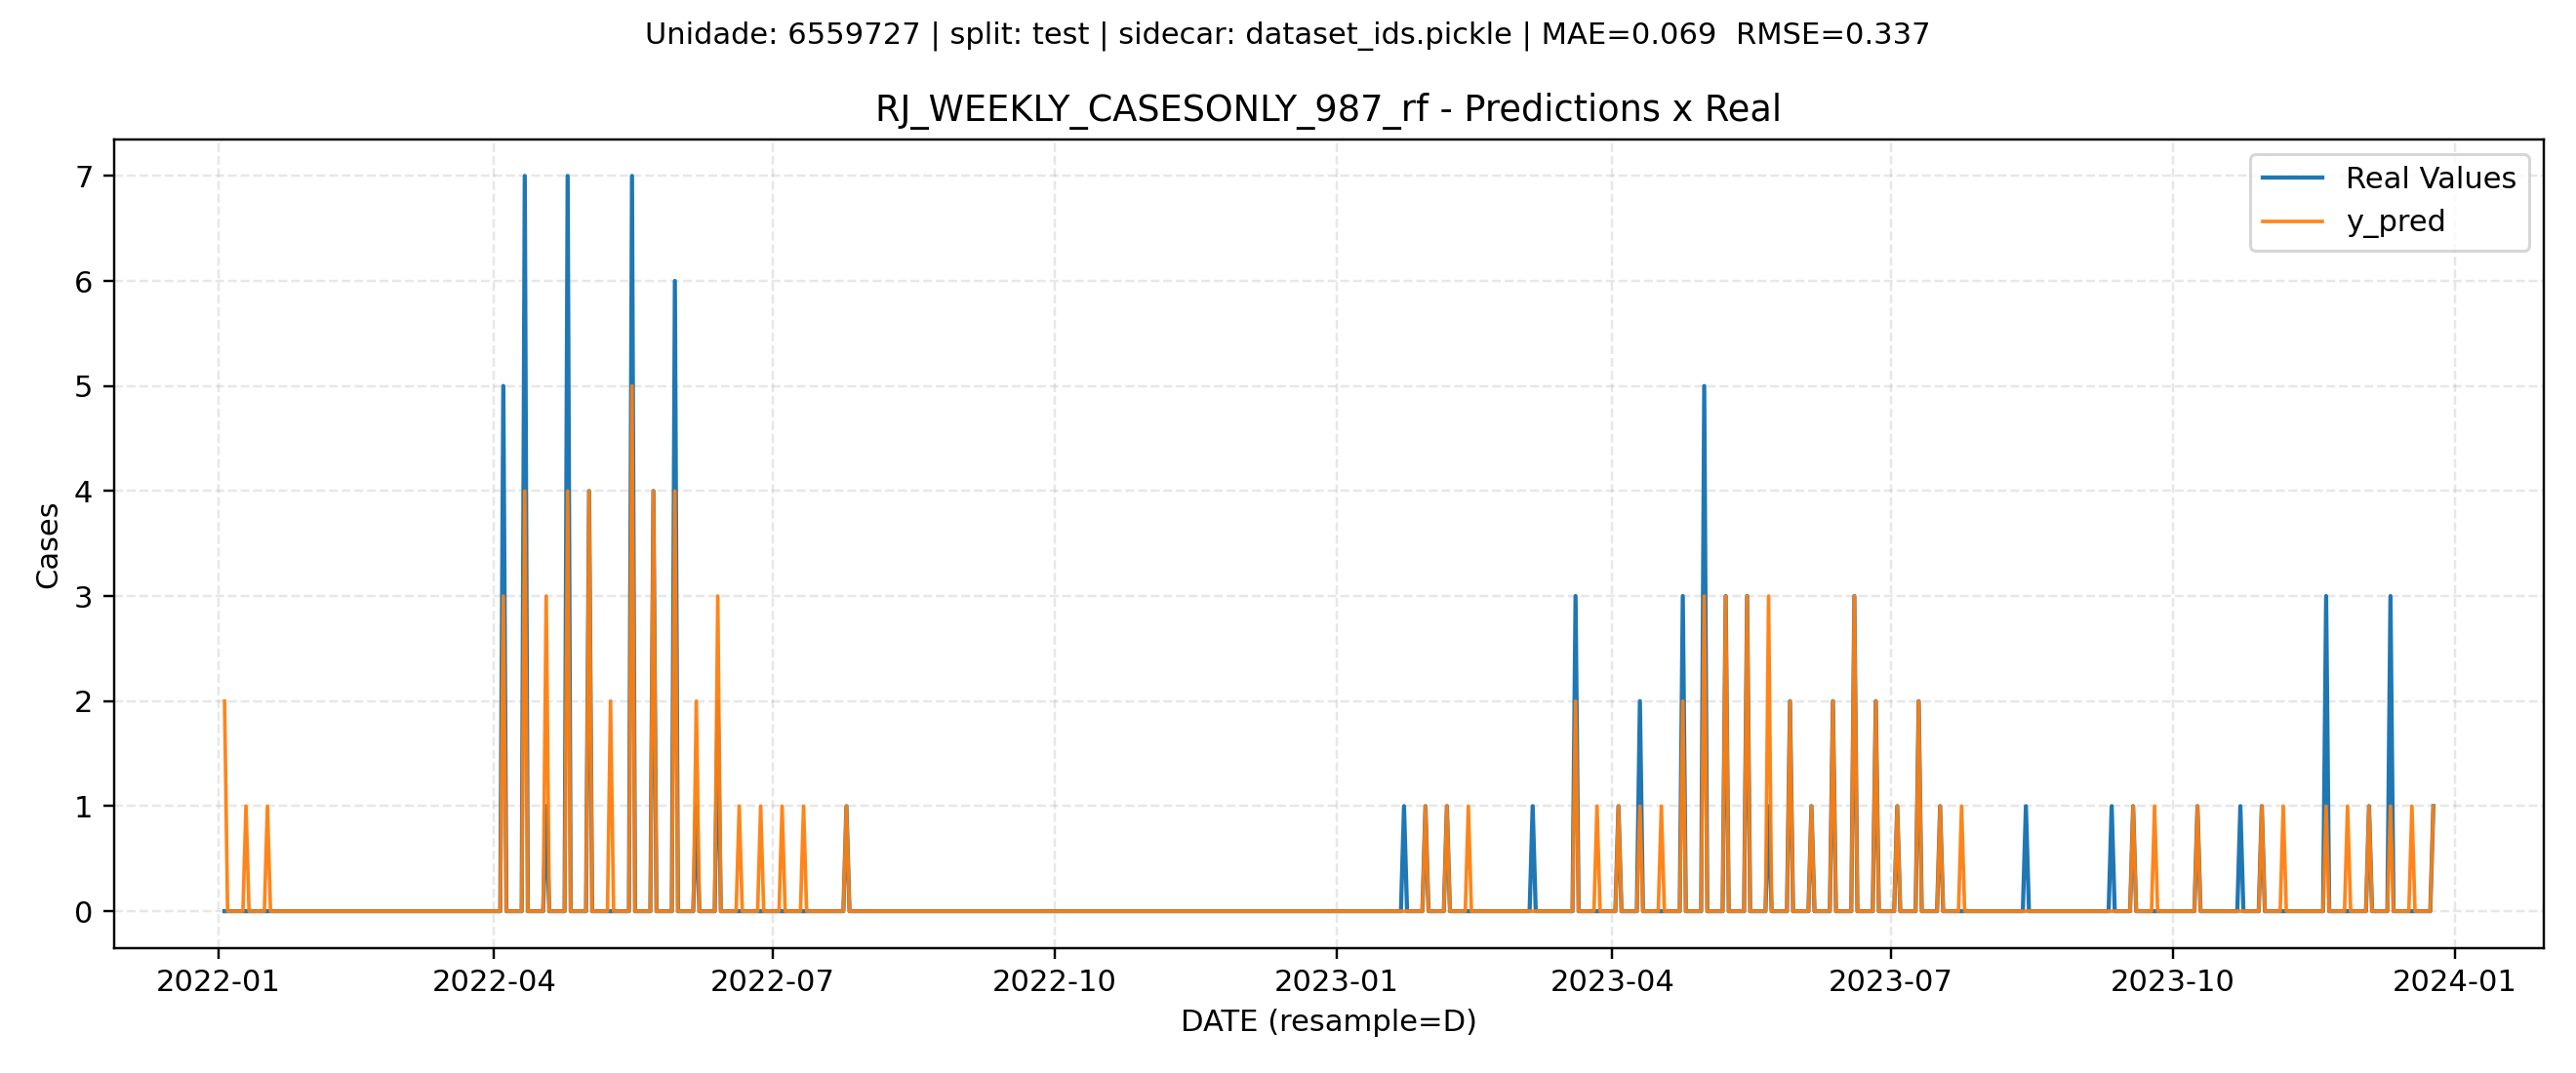 Unidade: 6559727 | split: test | sidecar: dataset_ids.pickle | MAE=0.069  RMSE=0.337
RJ_WEEKLY_CASESONLY_987_rf - Predictions x Real
Real Values
y_pred
7
6
5
4
3
2
1
0
Cases
2022-01
2022-04
2022-07
2022-10
2023-01
2023-04
2023-07
2023-10
2024-01
DATE (resample=D)